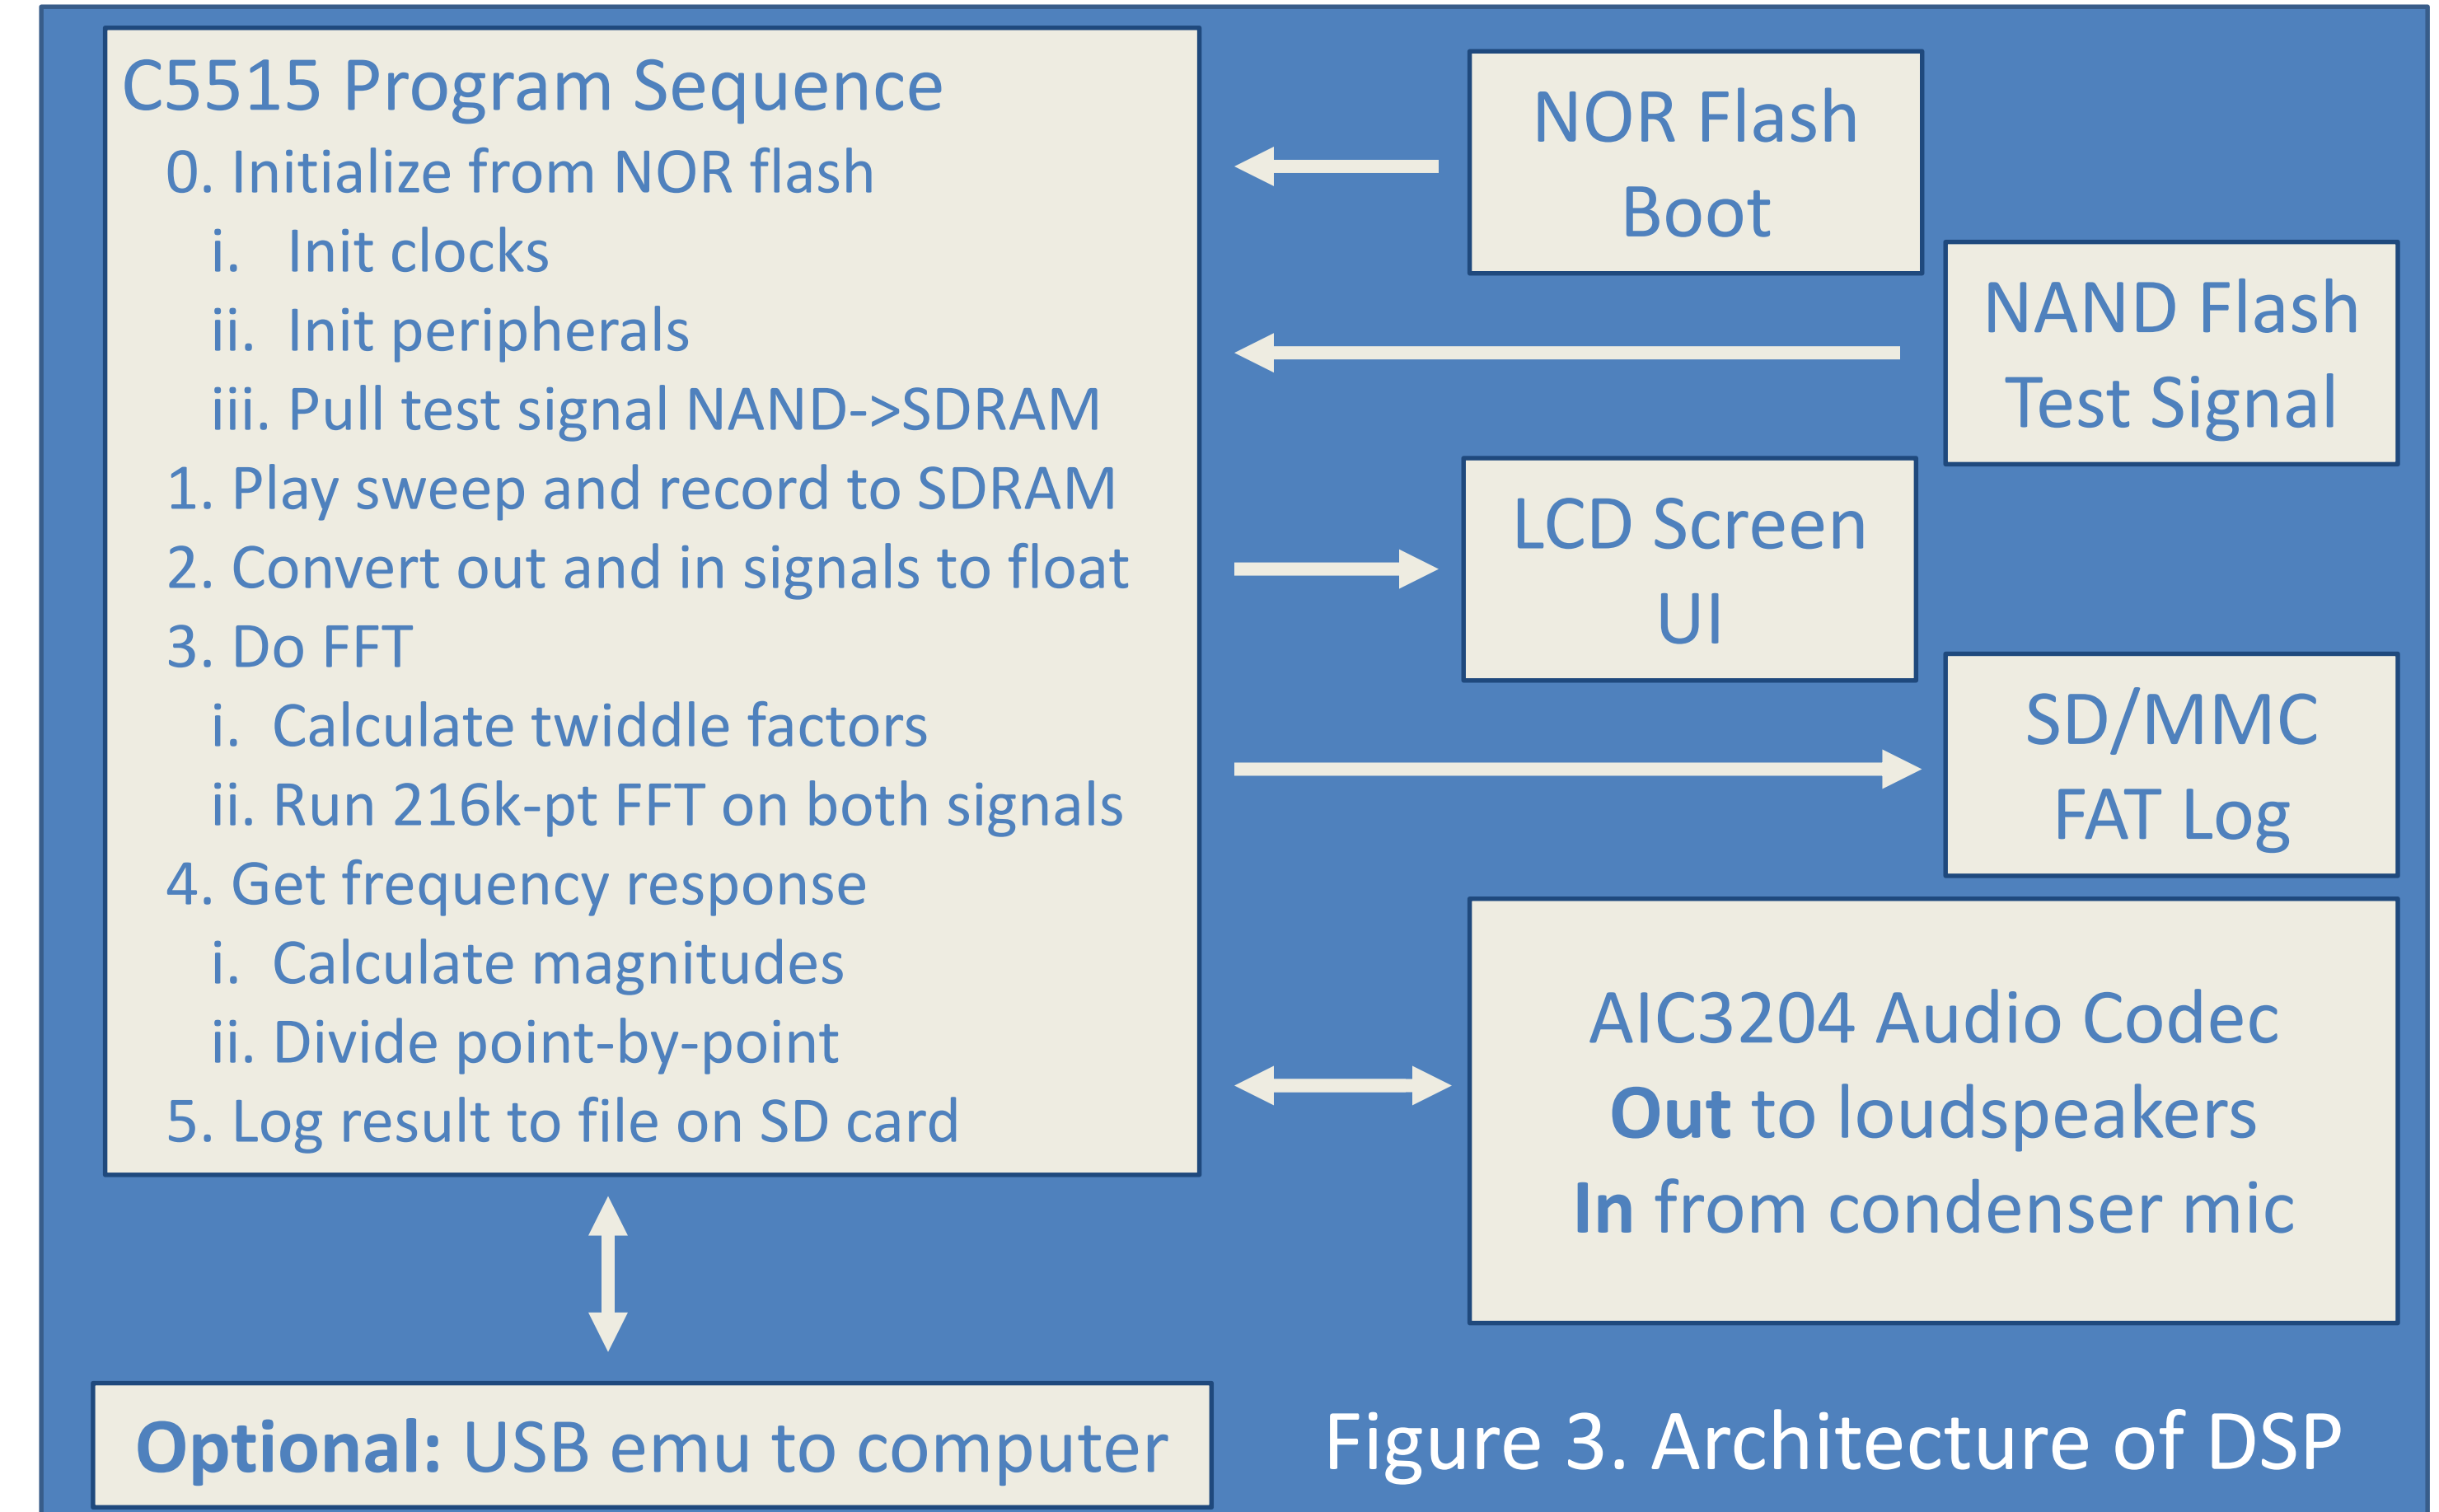 C5515 Program Sequence
0. Initialize from NOR flash
i. Init clocks
ii. Init peripherals
iii. Pull test signal NAND->SDRAM
1. Play sweep and record to SDRAM
2. Convert out and in signals to float
3. Do FFT
i. Calculate twiddle factors
ii. Run 216k-pt FFT on both signals
4. Get frequency response
i. Calculate magnitudes
ii. Divide point-by-point
5. Log result to file on SD card
NOR Flash
Boot
NAND Flash
Test Signal
LCD Screen
UI
SD/MMC
FAT Log
AIC3204 Audio Codec
Out to loudspeakers
In from condenser mic
Optional: USB emu to computer
Figure 3. Architecture of DSP